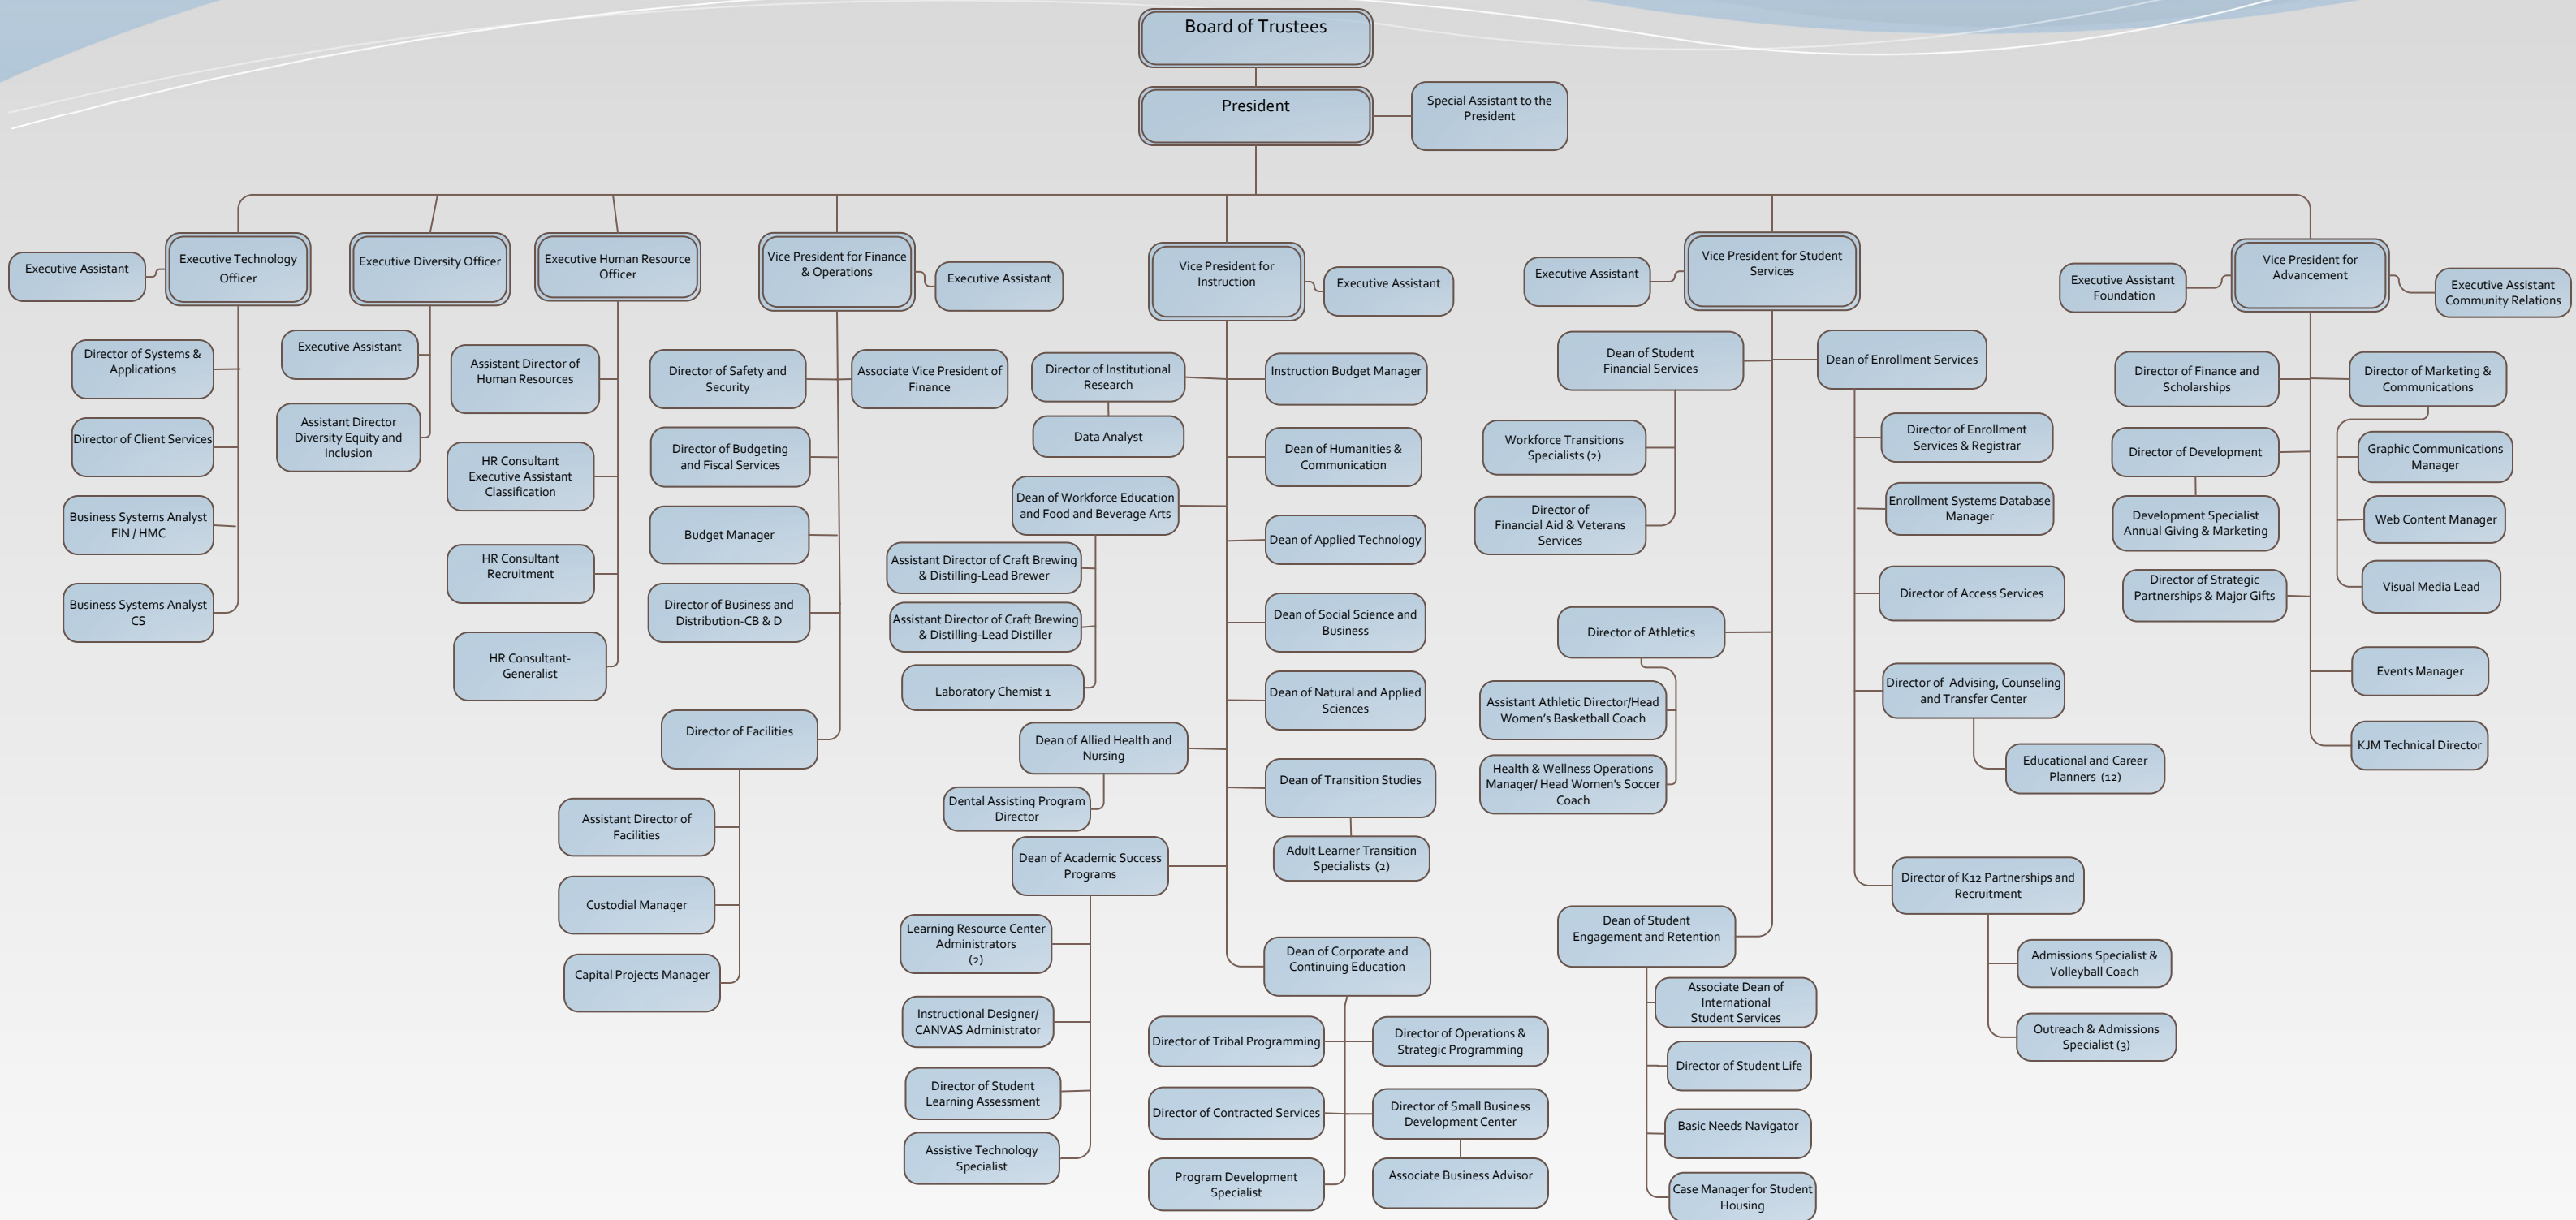 Board of Trustees
President
Special Assistant to the
President
Executive Assistant
Executive Technology
Officer
Executive Diversity Officer
Executive Human Resource
Officer
Vice President for Finance
& Operations
Executive Assistant
Vice President for
Instruction
Executive Assistant
Executive Assistant
Vice President for Student
Services
Executive Assistant
Foundation
Vice President for
Advancement
Executive Assistant
Community Relations
Director of Systems &
Applications
Director of Client Services
Business Systems Analyst
FIN / HMC
Business Systems Analyst
CS
Executive Assistant
Assistant Director
Diversity Equity and
Inclusion
Assistant Director of
Human Resources
HR Consultant
Executive Assistant
Classification
HR Consultant
Recruitment
HR Consultant-
Generalist
Director of Safety and
Security
Associate Vice President of
Finance
Director of Budgeting
and Fiscal Services
Budget Manager
Director of Business and
Distribution-CB & D
Director of Facilities
Assistant Director of
Facilities
Custodial Manager
Capital Projects Manager
Director of Institutional
Research
Data Analyst
Dean of Workforce Education
and Food and Beverage Arts
Assistant Director of Craft Brewing
& Distilling-Lead Brewer
Assistant Director of Craft Brewing
& Distilling-Lead Distiller
Laboratory Chemist 1
Dean of Allied Health and
Nursing
Dental Assisting Program
Director
Dean of Academic Success
Programs
Learning Resource Center
Administrators
(2)
Instructional Designer/
CANVAS Administrator
Director of Student
Learning Assessment
Assistive Technology
Specialist
Instruction Budget Manager
Dean of Humanities &
Communication
Dean of Applied Technology
Dean of Social Science and
Business
Dean of Natural and Applied
Sciences
Dean of Transition Studies
Adult Learner Transition
Specialists (2)
Dean of Corporate and
Continuing Education
Director of Tribal Programming
Director of Operations &
Strategic Programming
Director of Contracted Services
Director of Small Business
Development Center
Program Development
Specialist
Associate Business Advisor
Dean of Student
Financial Services
Workforce Transitions
Specialists (2)
Director of
Financial Aid & Veterans
Services
Director of Athletics
Assistant Athletic Director/Head
Women's Basketball Coach
Health & Wellness Operations
Manager/ Head Women's Soccer
Coach
Dean of Student
Engagement and Retention
Associate Dean of
International
Student Services
Director of Student Life
Basic Needs Navigator
Case Manager for Student
Housing
Dean of Enrollment Services
Director of Enrollment
Services & Registrar
Enrollment Systems Database
Manager
Director of Access Services
Director of Advising, Counseling
and Transfer Center
Educational and Career
Planners (12)
Director of K12 Partnerships and
Recruitment
Admissions Specialist &
Volleyball Coach
Outreach & Admissions
Specialist (3)
Director of Finance and
Scholarships
Director of Development
Development Specialist
Annual Giving & Marketing
Director of Strategic
Partnerships & Major Gifts
Director of Marketing &
Communications
Graphic Communications
Manager
Web Content Manager
Visual Media Lead
Events Manager
KJM Technical Director